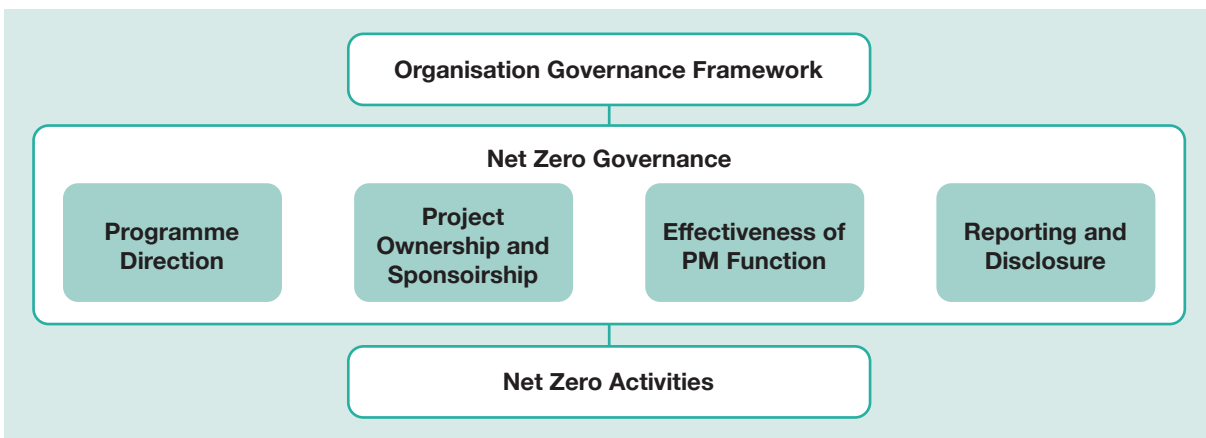 Organisation Governance Framework
Net Zero Governance
Programme
Direction
Project
Ownership and
Sponsoirship
Effectiveness of
PM Function
Reporting and
Disclosure
Net Zero Activities